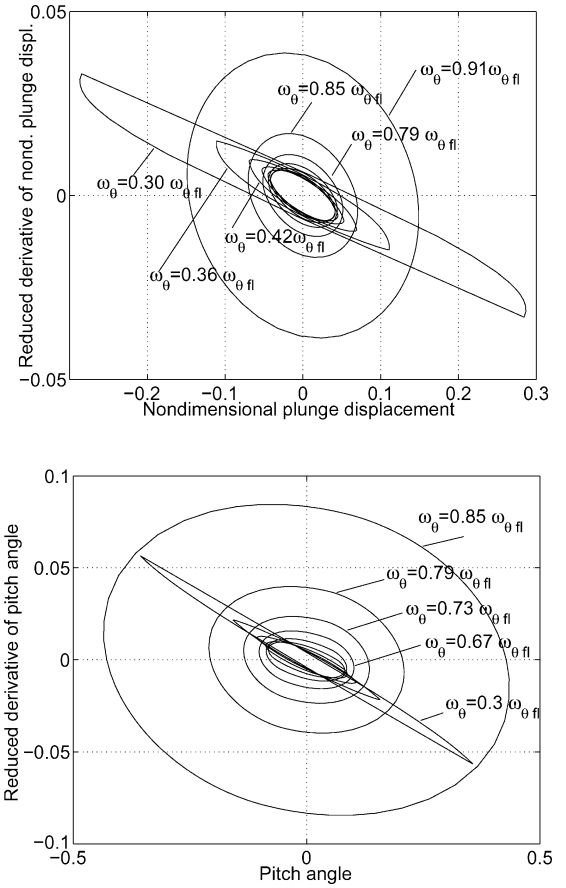 0.05
ω_θ=0.91ω_θ fl
ω_θ=0.85 ω_θ fl
ω_θ=0.79 ω_θ fl
0
ω_θ=0.30 ω_θ fl
ω_θ=0.42ω_θ fl
ω_θ=0.36 ω_θ fl
−0.05
−0.2 −0.1 0 0.1 0.2 0.3
Reduced derivative of nond. plunge displ.
Nondimensional plunge displacement
0.1
ω_θ=0.85 ω_θ fl
0.05
ω_θ=0.79 ω_θ fl
ω_θ=0.73 ω_θ fl
ω_θ=0.67 ω_θ fl
0
ω_θ=0.3 ω_θ fl
−0.05
−0.1
−0.5 0 0.5
Reduced derivative of pitch angle
Pitch angle